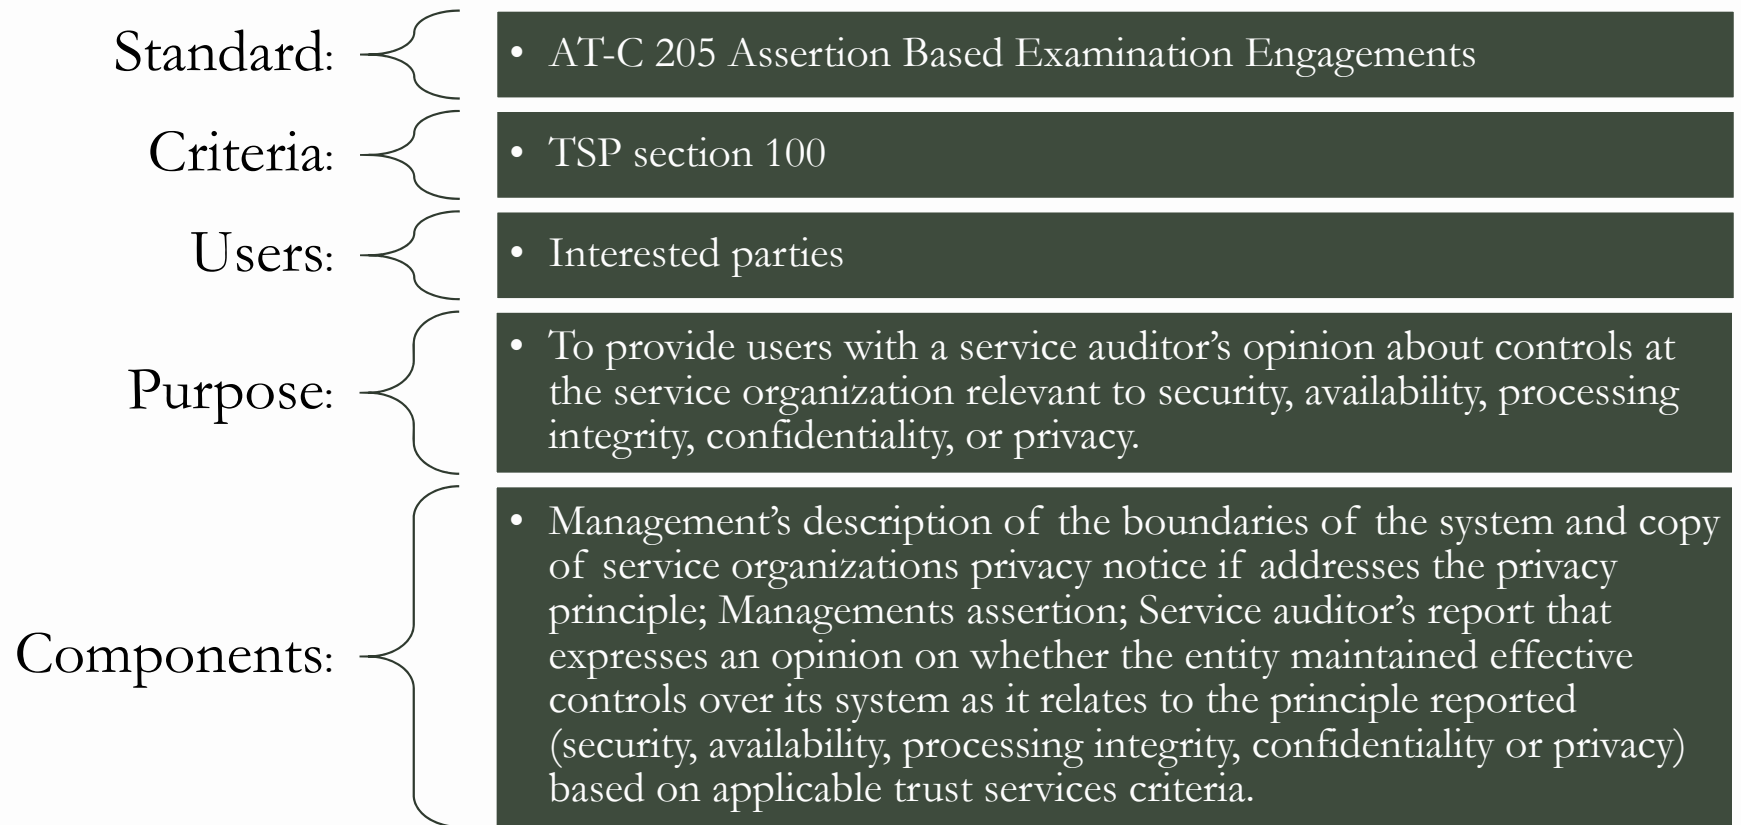 Standard:
• AT-C 205 Assertion Based Examination Engagements
Criteria:
• TSP section 100
Users:
• Interested parties
Purpose:
• To provide users with a service auditor’s opinion about controls at
the service organization relevant to security, availability, processing
integrity, confidentiality, or privacy.
Components:
• Management’s description of the boundaries of the system and copy
of service organizations privacy notice if addresses the privacy
principle; Managements assertion; Service auditor’s report that
expresses an opinion on whether the entity maintained effective
controls over its system as it relates to the principle reported
(security, availability, processing integrity, confidentiality or privacy)
based on applicable trust services criteria.